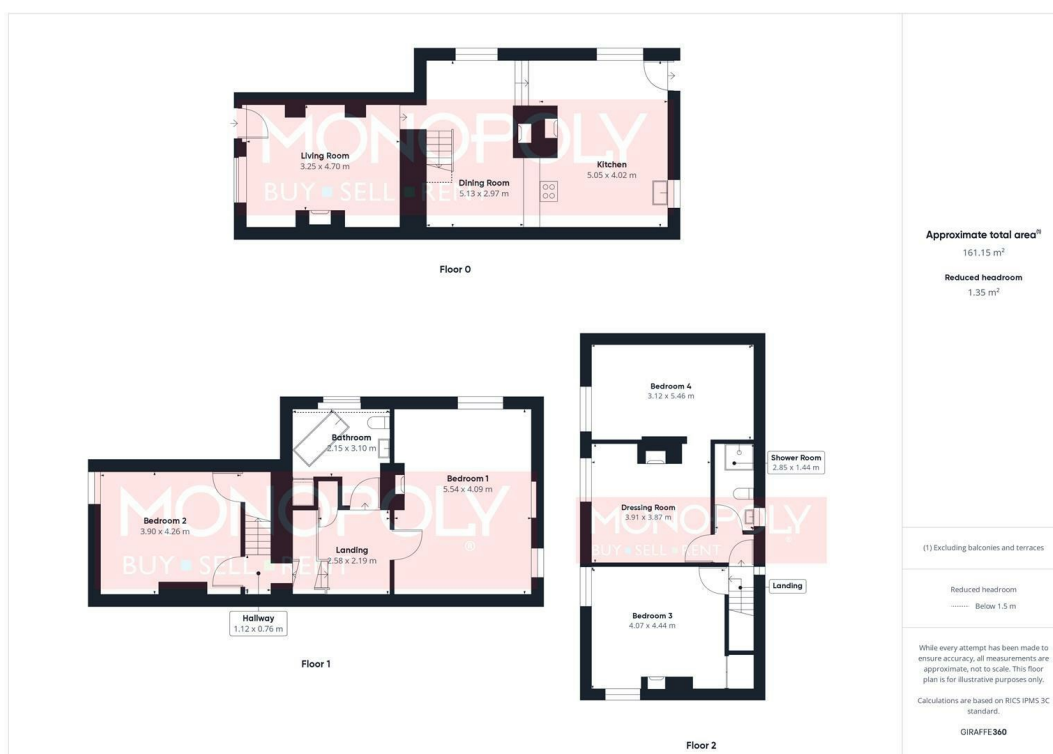 MONOPOLY
BUY ▪ SELL ▪ RENT
Living Room
3.25 x 4.70 m
Dining Room
5.13 x 2.97 m
Kitchen
5.05 x 4.02 m
Floor 0
MONOPOLY
®
BUY ▪ SELL ▪ RENT
Bathroom
2.15 x 3.10 m
Bedroom 1
5.54 x 4.09 m
Bedroom 2
3.90 x 4.26 m
Landing
2.58 x 2.19 m
Hallway
1.12 x 0.76 m
Floor 1
MONOPOLY
®
BUY ▪ SELL ▪ RENT
Bedroom 4
3.12 x 5.46 m
Shower Room
2.85 x 1.44 m
Dressing Room
3.91 x 3.87 m
Landing
Bedroom 3
4.07 x 4.44 m
Floor 2
Approximate total area(1)
161.15 m²
Reduced headroom
1.35 m²
(1) Excluding balconies and terraces
Reduced headroom
Below 1.5 m
While every attempt has been made to
ensure accuracy, all measurements are
approximate, not to scale. This floor
plan is for illustrative purposes only.
Calculations are based on RICS IPMS 3C
standard.
GIRAFFE360